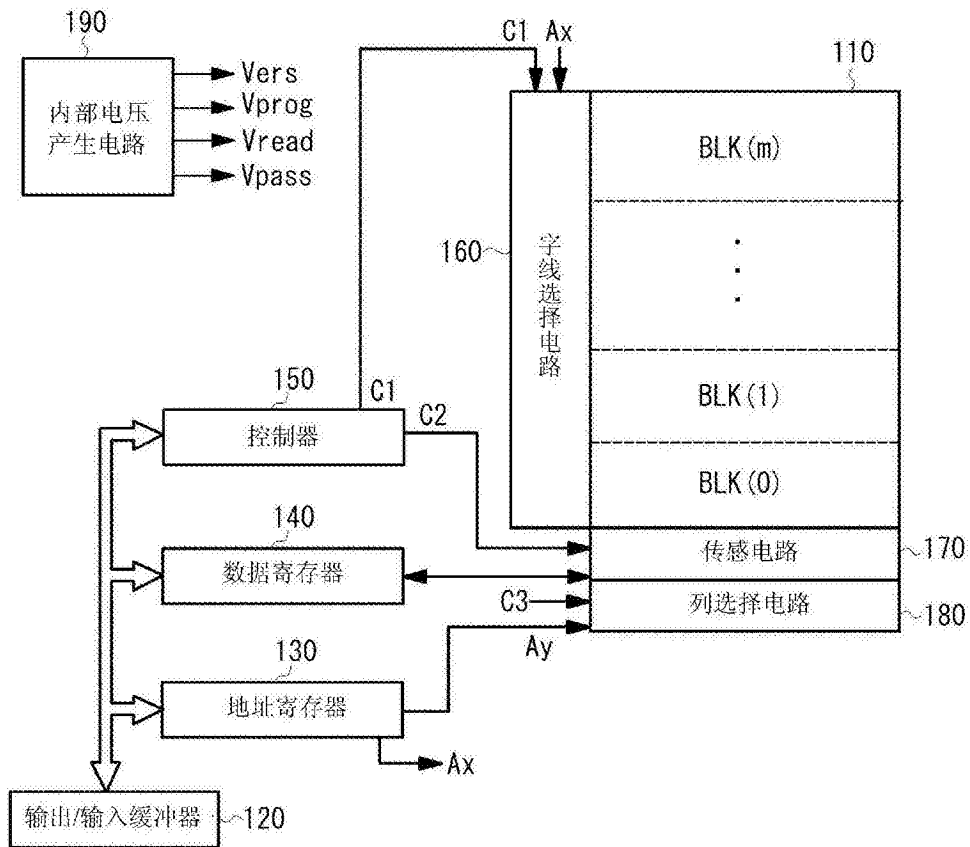 190
内部电压
产生电路
Vers
Vprog
Vread
Vpass
C1
Ax
110
160
字线选择电路
BLK(m)
BLK(1)
BLK(0)
150
C1
控制器
C2
140
数据寄存器
传感电路
170
C3
列选择电路
180
130
Ay
地址寄存器
Ax
输出/输入缓冲器
120